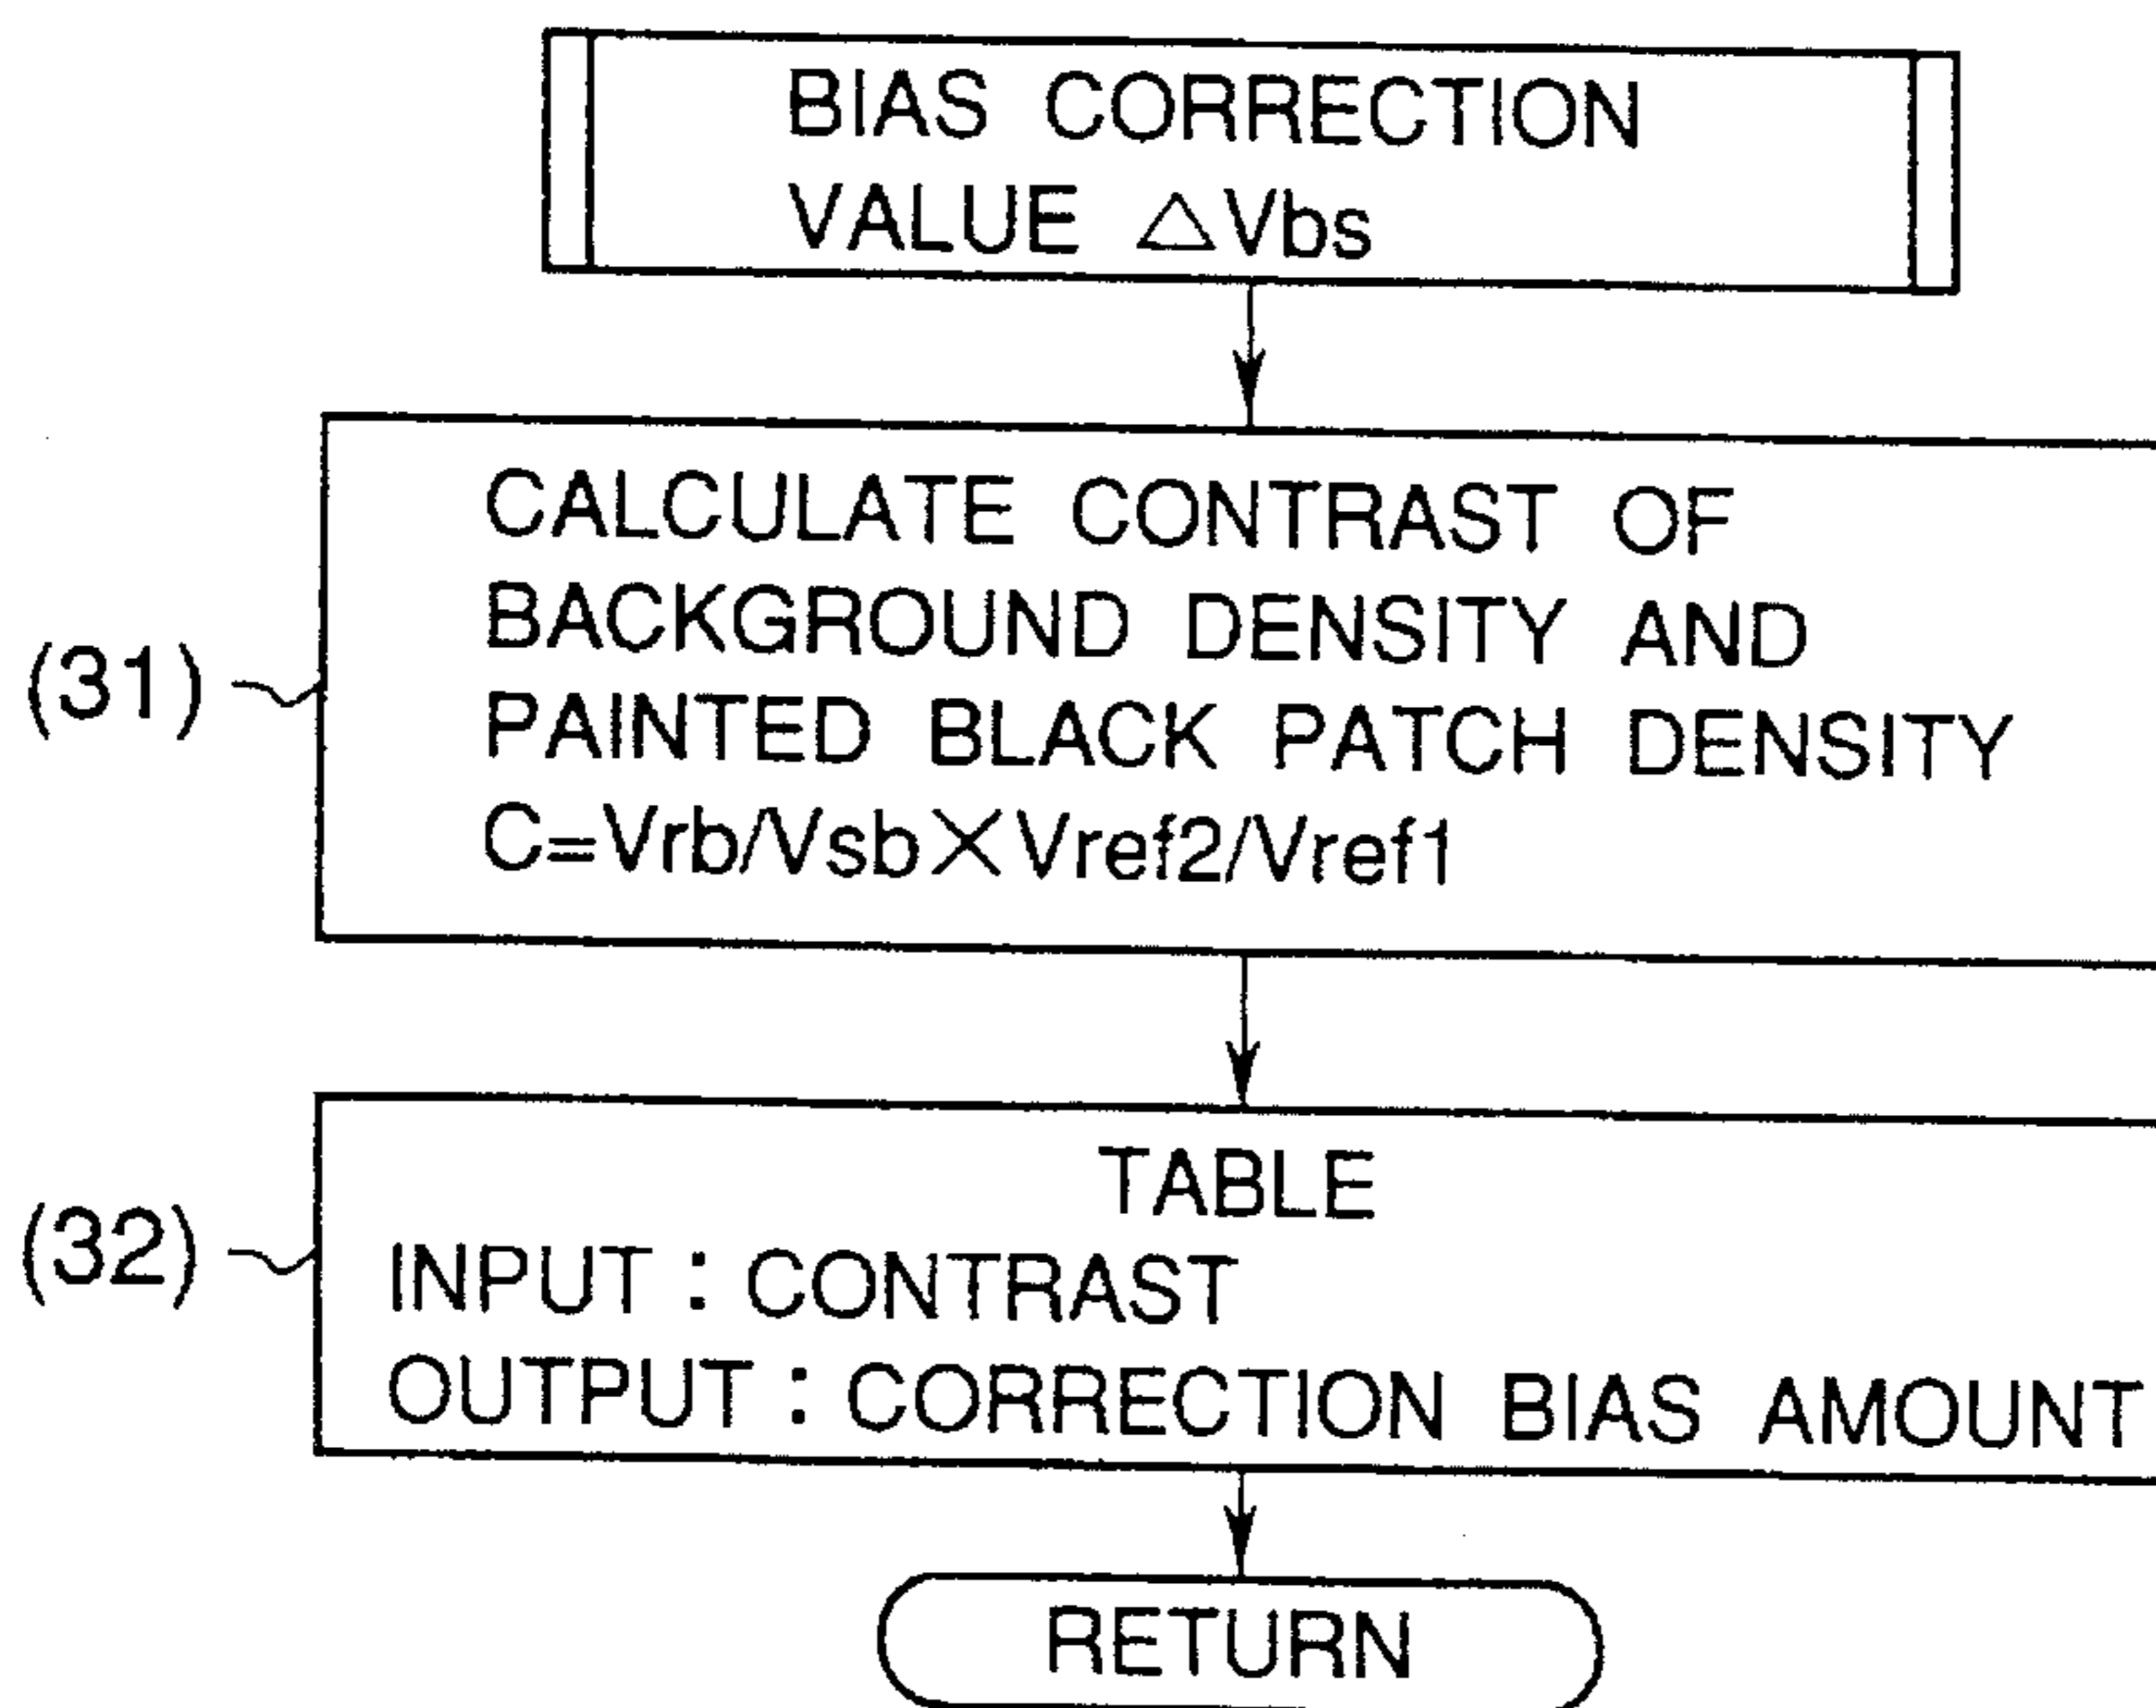 BIAS CORRECTION
VALUE △Vbs
(31)
CALCULATE CONTRAST OF
BACKGROUND DENSITY AND
PAINTED BLACK PATCH DENSITY
C=Vrb/Vsb×Vref2/Vref1
(32)
TABLE
INPUT : CONTRAST
OUTPUT : CORRECTION BIAS AMOUNT
RETURN